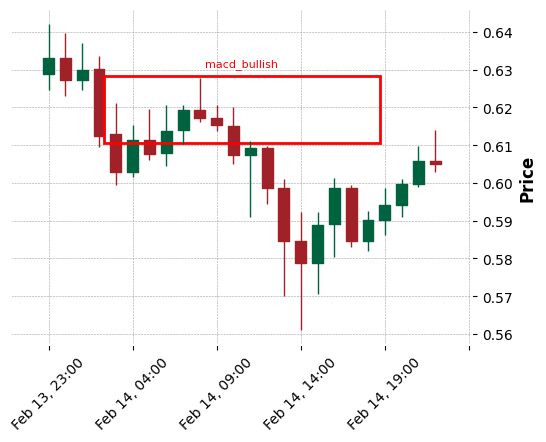 macd_bullish
0.64
0.63
0.62
0.61
0.60
0.59
0.58
0.57
0.56
Price
Feb 13, 23:00
Feb 14, 04:00
Feb 14, 09:00
Feb 14, 14:00
Feb 14, 19:00